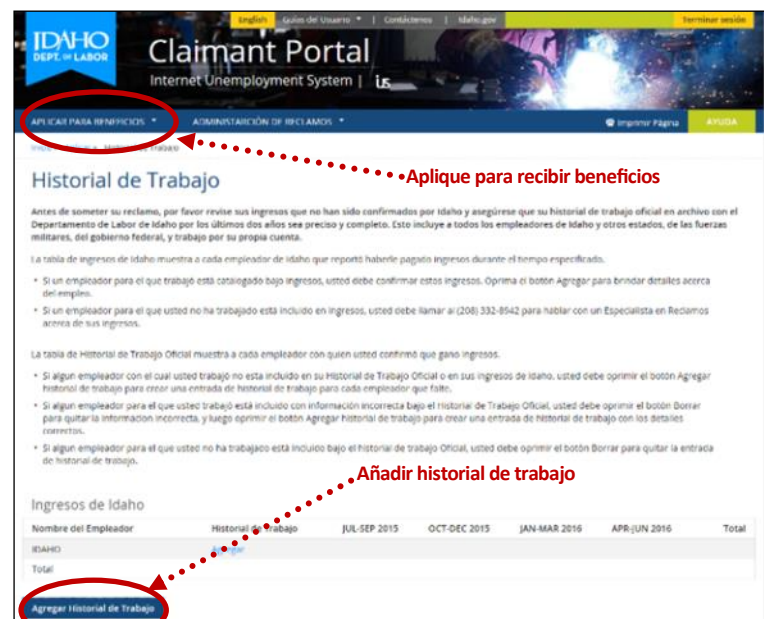 English Guías del Usuario | Contáctenos | Idaho.gov Terminar sesión
IDAHO
DEPT. OF LABOR
Claimant Portal
Internet Unemployment System | ius
APLICAR PARA BENEFICIOS ADMINISTARCIÓN DE RECLAMOS Imprimir Página AYUDA
Historial de Trabajo
Aplique para recibir beneficios
Historial de Trabajo
Antes de someter su reclamo, por favor revise sus ingresos que no han sido confirmados por Idaho y asegúrese que su historial de trabajo oficial en archivo con el
Departamento de Labor de Idaho por los últimos dos años sea preciso y completo. Esto incluye a todos los empleadores de Idaho y otros estados, de las fuerzas
militares, del gobierno federal, y trabajo por su propia cuenta.
La tabla de ingresos de Idaho muestra a cada empleador de Idaho que reportó haberle pagado ingresos durante el tiempo especificado.
• Si un empleador para el que trabajó está catalogado bajo ingresos, usted debe confirmar estos ingresos. Oprima el botón Agregar para brindar detalles acerca
del empleo.
• Si un empleador para el que usted no ha trabajado está incluido en ingresos, usted debe llamar al (208) 332-8942 para hablar con un Especialista en Reclamos
acerca de sus ingresos.
La tabla de Historial de Trabajo Oficial muestra a cada empleador con quien usted confirmó que gano ingresos.
• Si algun empleador con el cual usted trabajó no esta incluido en su Historial de Trabajo Oficial o en sus ingresos de Idaho, usted debe oprimir el botón Agregar
historial de trabajo para crear una entrada de historial de trabajo para cada empleador que falte.
• Si algun empleador para el que usted trabajó está incluido con información incorrecta bajo el Historial de Trabajo Oficial, usted debe oprimir el botón Borrar
para quitar la informacion incorrecta, y luego oprimir el botón Agregar historial de trabajo para crear una entrada de historial de trabajo con los detalles
correctos.
• Si algun empleador para el que usted no ha trabajado está incluido bajo el historial de trabajo Oficial, usted debe oprimir el botón Borrar para quitar la entrada
de historial de trabajo.
Añadir historial de trabajo
Ingresos de Idaho
Nombre del Empleador Historial de Trabajo JUL-SEP 2015 OCT-DEC 2015 JAN-MAR 2016 APR-JUN 2016 Total
IDAHO Agregar
Total
Agregar Historial de Trabajo